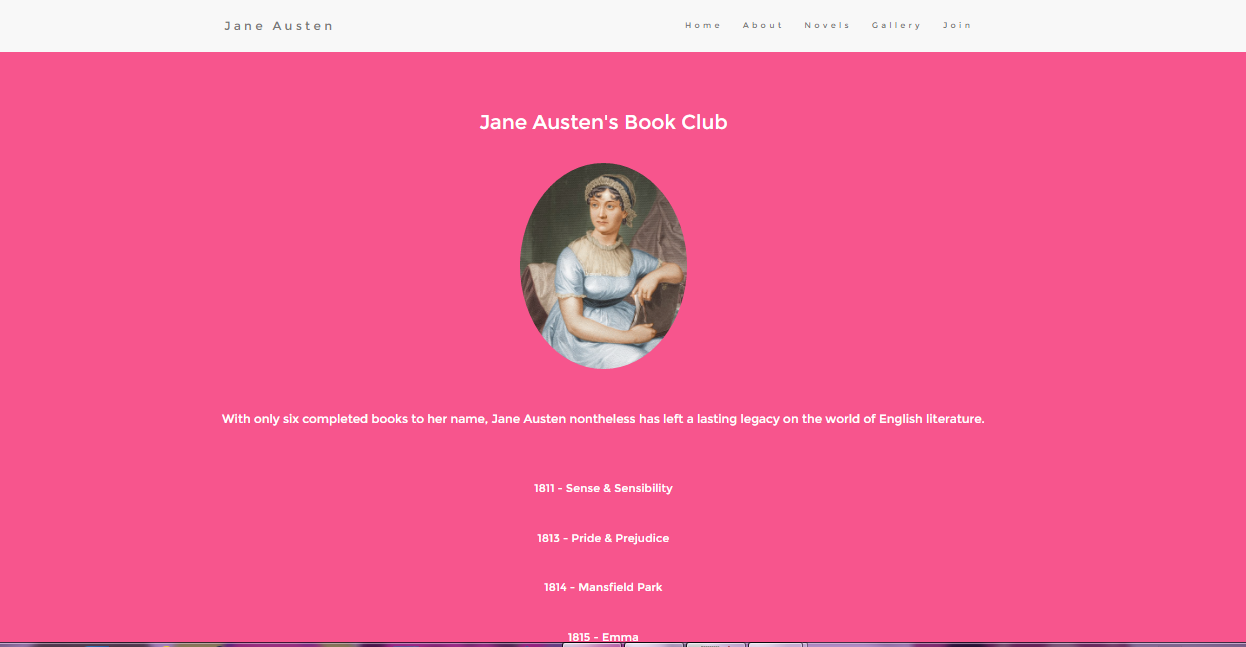 Jane Austen
Home About Novels Gallery Join
Jane Austen's Book Club
With only six completed books to her name, Jane Austen nontheless has left a lasting legacy on the world of English literature.
1811 - Sense & Sensibility
1813 - Pride & Prejudice
1814 - Mansfield Park
1815 - Emma